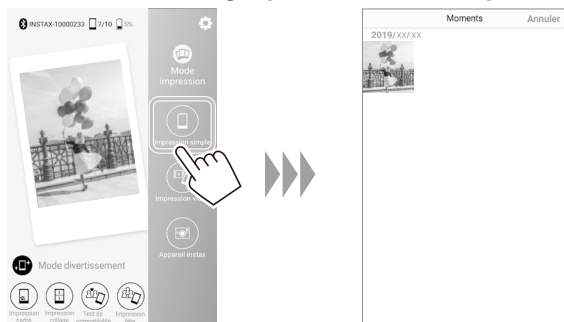 INSTAX-10000233 7/10 5%
Mode
impression
Impression simple
Impression
Appareil instax
Mode divertissement
Impression
cadre
Impression
collage
Test de
compatibilité
Impression
fête
Moments Annuler
2019/XX/XX